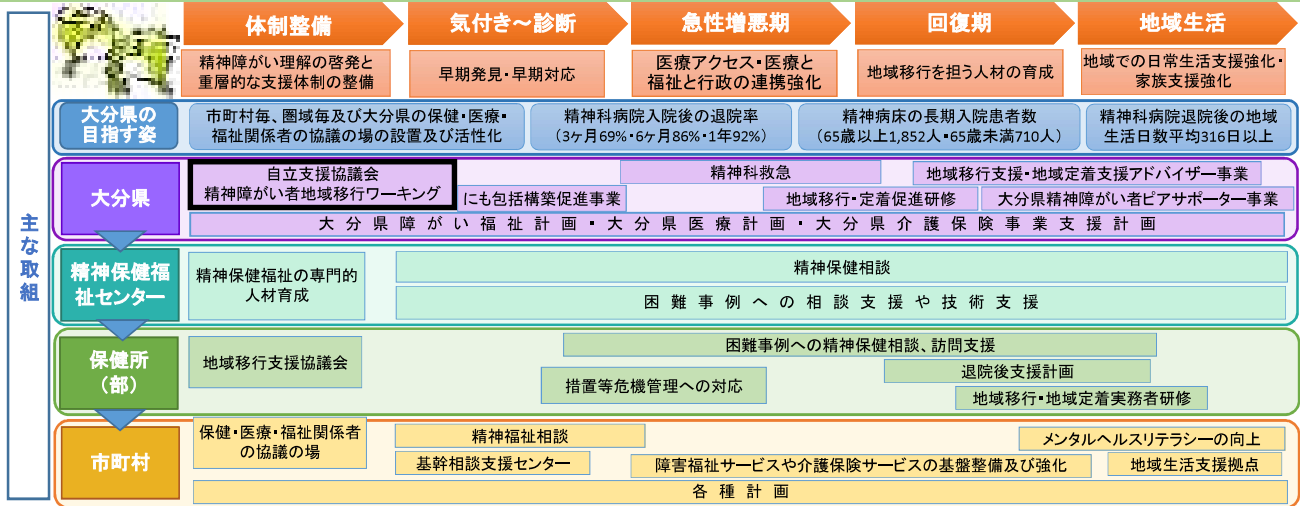 体制整備
気付き～診断
急性増悪期
回復期
地域生活
精神障がい理解の啓発と
重層的な支援体制の整備
早期発見・早期対応
医療アクセス・医療と
福祉と行政の連携強化
地域移行を担う人材の育成
地域での日常生活支援強化・
家族支援強化
大分県の
目指す姿
市町村毎、圏域毎及び大分県の保健・医療・
福祉関係者の協議の場の設置及び活性化
精神科病院入院後の退院率
（3ヶ月69%・6ヶ月86%・1年92%）
精神病床の長期入院患者数
（65歳以上1,852人・65歳未満710人）
精神科病院退院後の地域
生活日数平均316日以上
主な取組
大分県
自立支援協議会
精神障がい者地域移行ワーキング
にも包括構築促進事業
精神科救急
地域移行支援・地域定着支援アドバイザー事業
地域移行・定着促進研修
大分県精神障がい者ピアサポーター事業
大分県障がい福祉計画・大分県医療計画・大分県介護保険事業支援計画
精神保健福
祉センター
精神保健福祉の専門的
人材育成
精神保健相談
困難事例への相談支援や技術支援
保健所
（部）
地域移行支援協議会
困難事例への精神保健相談、訪問支援
措置等危機管理への対応
退院後支援計画
地域移行・地域定着実務者研修
市町村
保健・医療・福祉関係者
の協議の場
精神福祉相談
基幹相談支援センター
障害福祉サービスや介護保険サービスの基盤整備及び強化
メンタルヘルスリテラシーの向上
地域生活支援拠点
各種計画